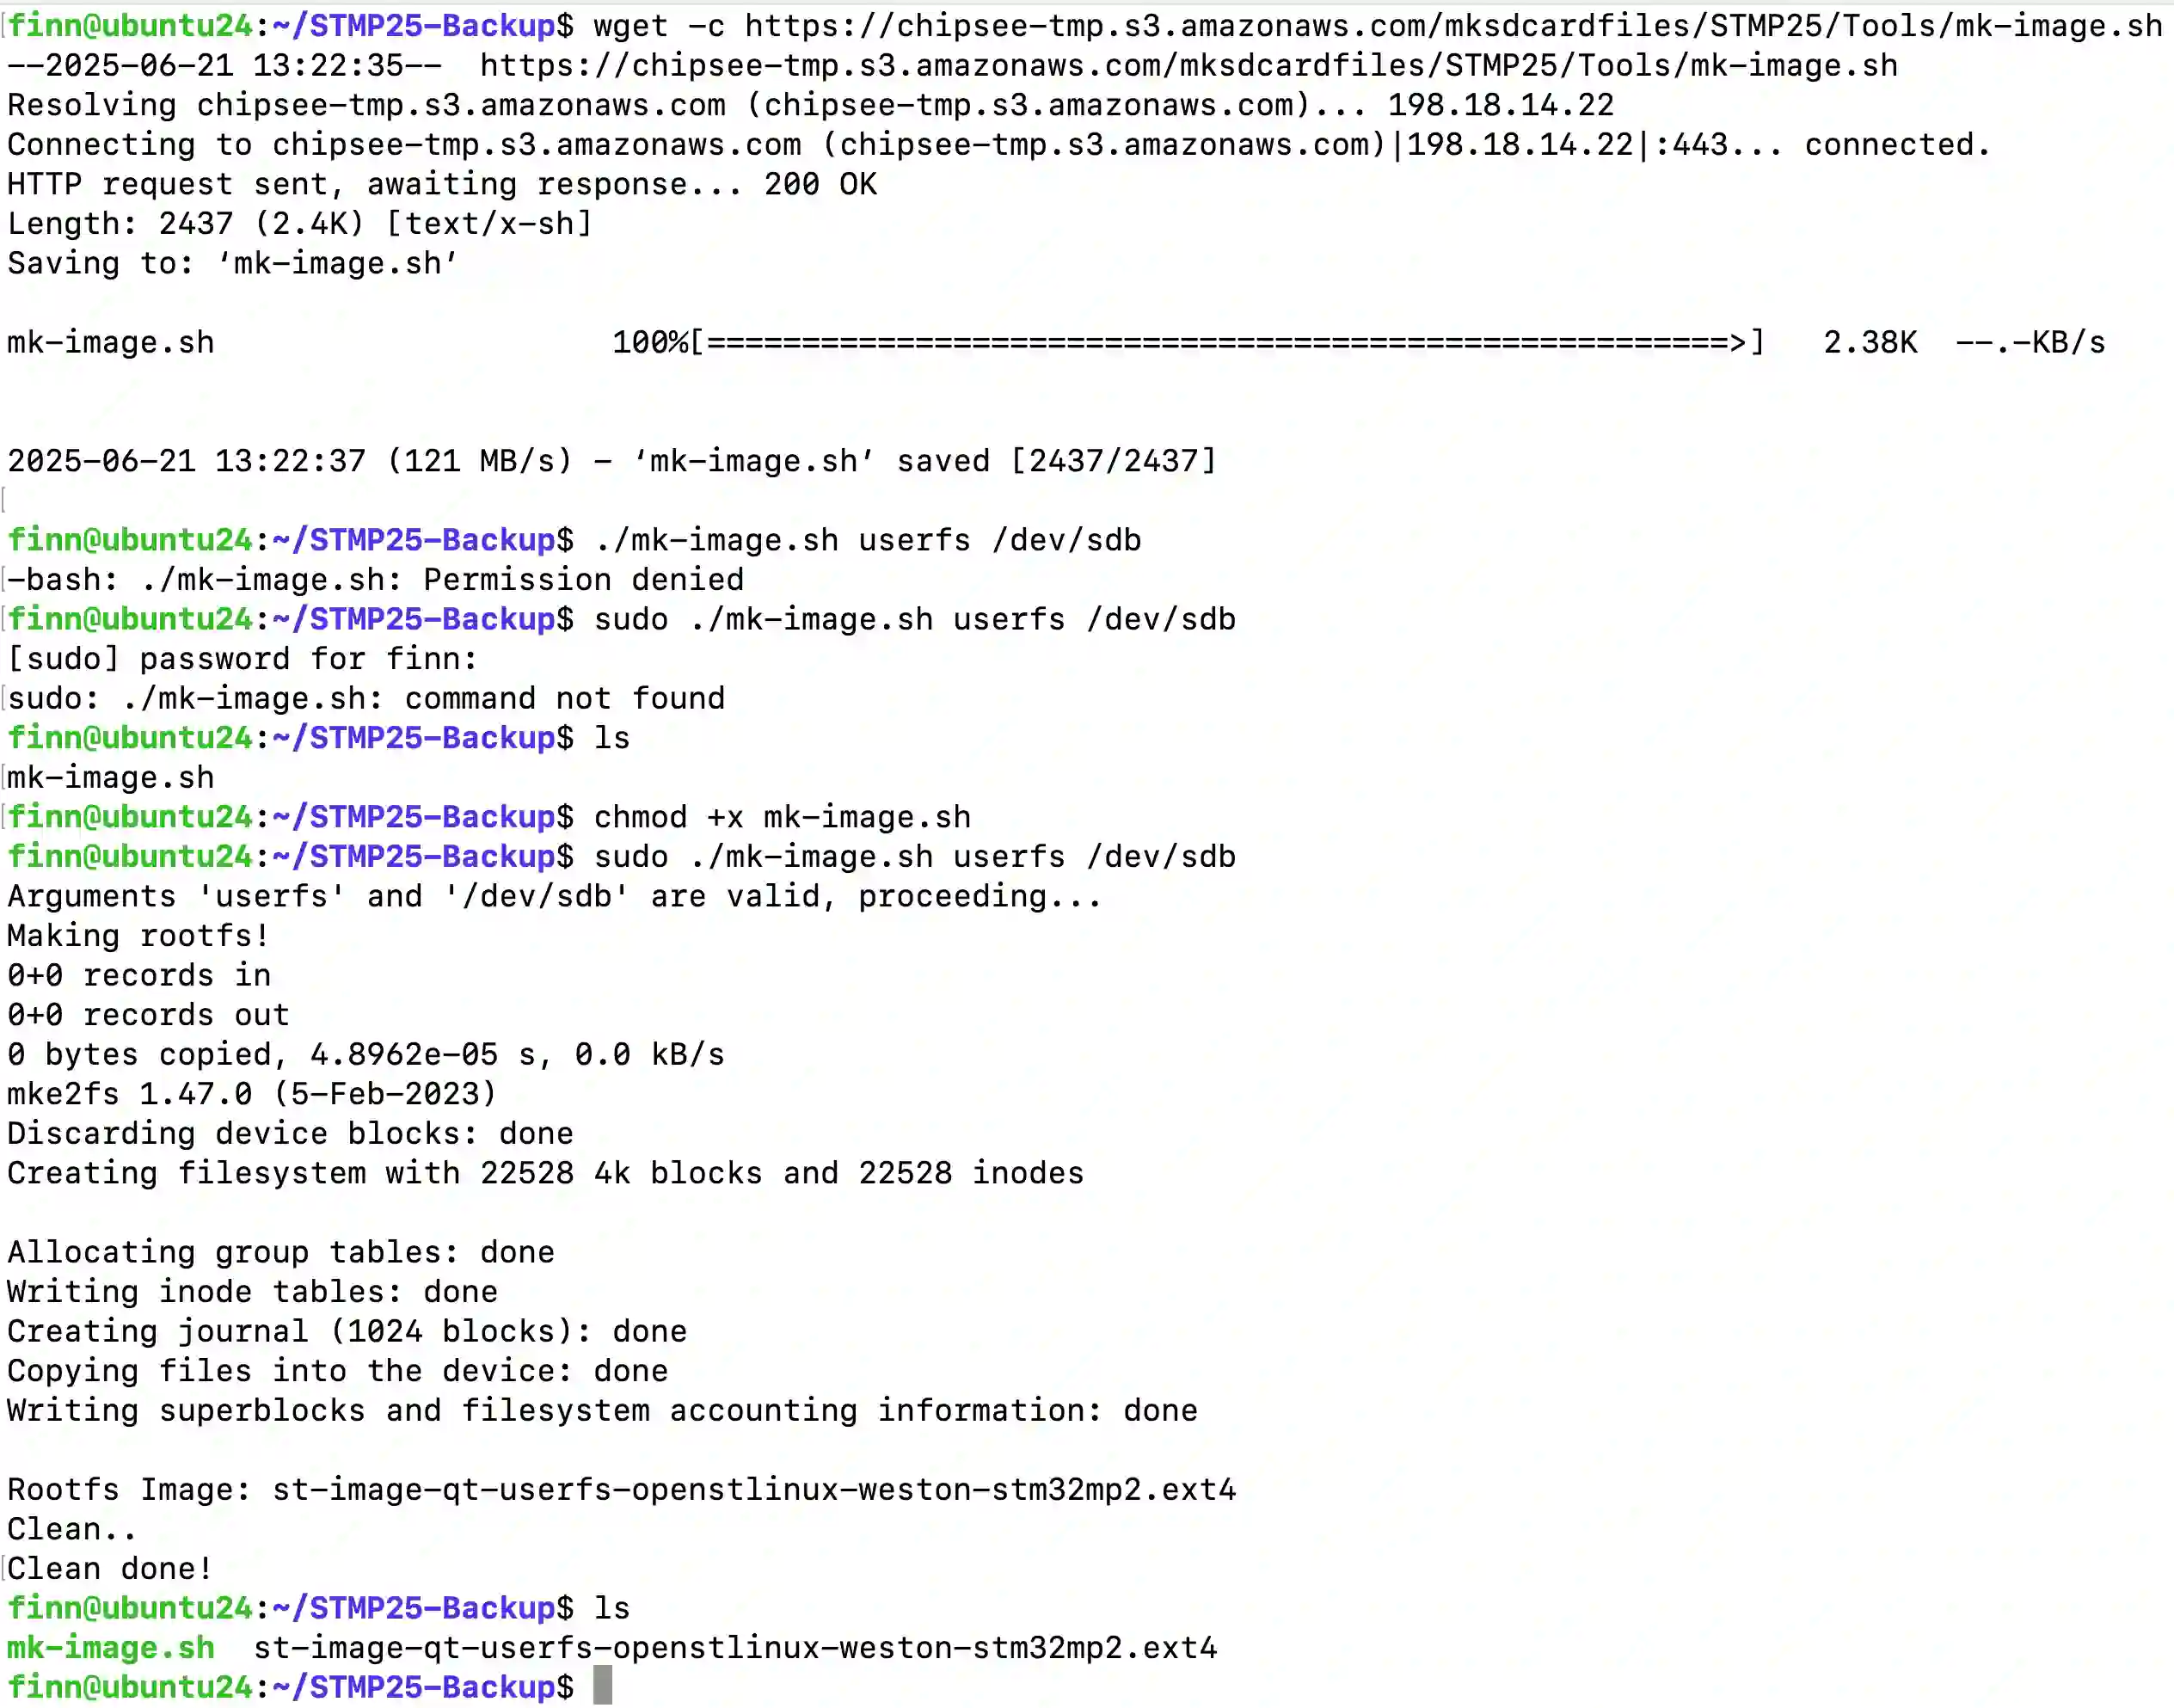 finn@ubuntu24:~/STMP25-Backup$ wget -c https://chipsee-tmp.s3.amazonaws.com/mksdcardfiles/STMP25/Tools/mk-image.sh
--2025-06-21 13:22:35--  https://chipsee-tmp.s3.amazonaws.com/mksdcardfiles/STMP25/Tools/mk-image.sh
Resolving chipsee-tmp.s3.amazonaws.com (chipsee-tmp.s3.amazonaws.com)... 198.18.14.22
Connecting to chipsee-tmp.s3.amazonaws.com (chipsee-tmp.s3.amazonaws.com)|198.18.14.22|:443... connected.
HTTP request sent, awaiting response... 200 OK
Length: 2437 (2.4K) [text/x-sh]
Saving to: ‘mk-image.sh’
mk-image.sh                     100%[======================================================>]   2.38K  --.-KB/s
2025-06-21 13:22:37 (121 MB/s) - ‘mk-image.sh’ saved [2437/2437]
finn@ubuntu24:~/STMP25-Backup$ ./mk-image.sh userfs /dev/sdb
-bash: ./mk-image.sh: Permission denied
finn@ubuntu24:~/STMP25-Backup$ sudo ./mk-image.sh userfs /dev/sdb
[sudo] password for finn:
sudo: ./mk-image.sh: command not found
finn@ubuntu24:~/STMP25-Backup$ ls
mk-image.sh
finn@ubuntu24:~/STMP25-Backup$ chmod +x mk-image.sh
finn@ubuntu24:~/STMP25-Backup$ sudo ./mk-image.sh userfs /dev/sdb
Arguments 'userfs' and '/dev/sdb' are valid, proceeding...
Making rootfs!
0+0 records in
0+0 records out
0 bytes copied, 4.8962e-05 s, 0.0 kB/s
mke2fs 1.47.0 (5-Feb-2023)
Discarding device blocks: done
Creating filesystem with 22528 4k blocks and 22528 inodes
Allocating group tables: done
Writing inode tables: done
Creating journal (1024 blocks): done
Copying files into the device: done
Writing superblocks and filesystem accounting information: done
Rootfs Image: st-image-qt-userfs-openstlinux-weston-stm32mp2.ext4
Clean..
Clean done!
finn@ubuntu24:~/STMP25-Backup$ ls
mk-image.sh  st-image-qt-userfs-openstlinux-weston-stm32mp2.ext4
finn@ubuntu24:~/STMP25-Backup$